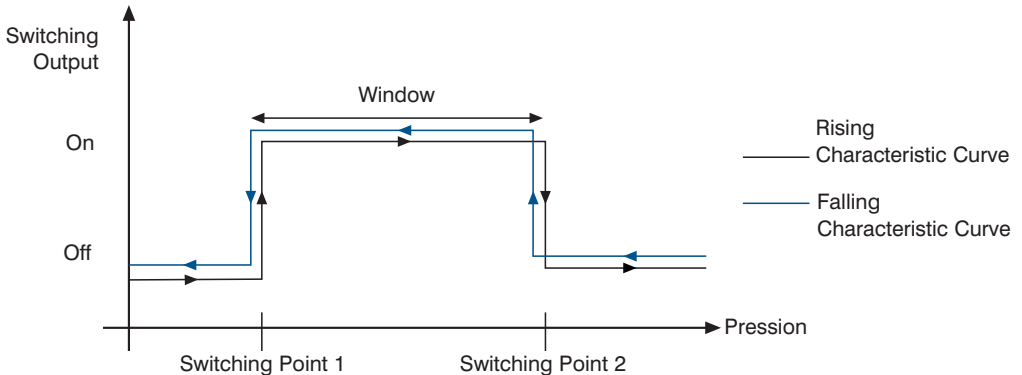 Switching
Output
Window
On
Rising
Characteristic Curve
Falling
Characteristic Curve
Off
Pression
Switching Point 1
Switching Point 2